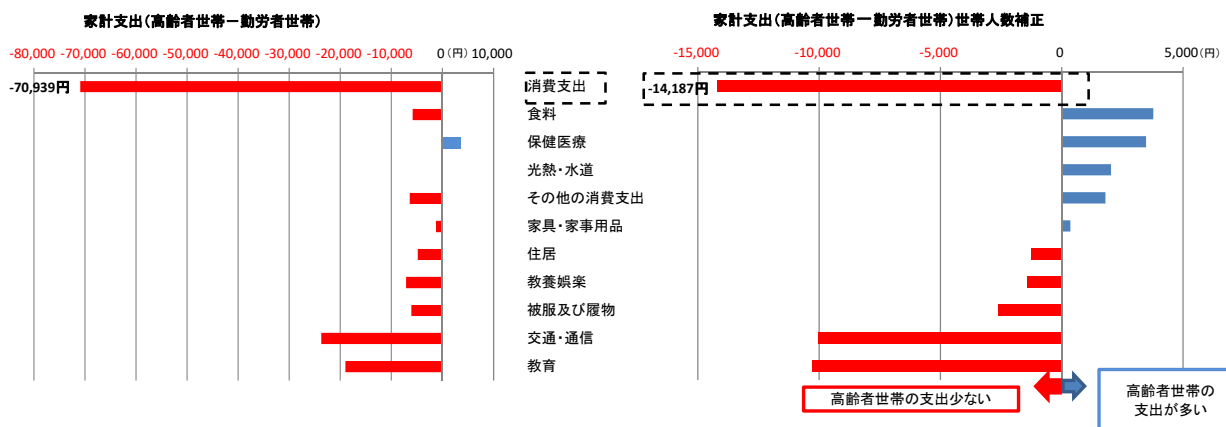 家計支出(高齢者世帯－勤労者世帯)
-80,000 -70,000 -60,000 -50,000 -40,000 -30,000 -20,000 -10,000 0 (円) 10,000
-70,939円
消費支出
食料
保健医療
光熱・水道
その他の消費支出
家具・家事用品
住居
教養娯楽
被服及び履物
交通・通信
教育
家計支出(高齢者世帯ー勤労者世帯)世帯人数補正
-15,000 -10,000 -5,000 0 5,000 (円)
-14,187円
高齢者世帯の支出少ない
高齢者世帯の
支出が多い